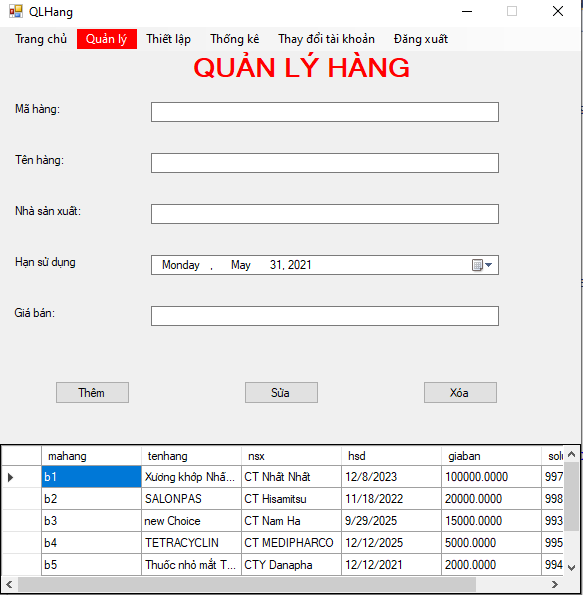 QLHang
Trang chủ Quản lý Thiết lập Thống kê Thay đổi tài khoản Đăng xuất
QUẢN LÝ HÀNG
Mã hàng:
Tên hàng:
Nhà sản xuất:
Hạn sử dụng Monday , May 31, 2021
Giá bán:
Thêm Sửa Xóa
mahang tenhang nsx hsd giaban
b1 Xương khớp Nhấ... CT Nhất Nhất 12/8/2023 100000.0000 997
b2 SALONPAS CT Hisamitsu 11/18/2022 20000.0000 998
b3 new Choice CT Nam Ha 9/29/2025 15000.0000 993
b4 TETRACYCLIN CT MEDIPHARCO 12/12/2025 5000.0000 995
b5 Thuốc nhỏ mắt T... CTY Danapha 12/12/2021 2000.0000 994